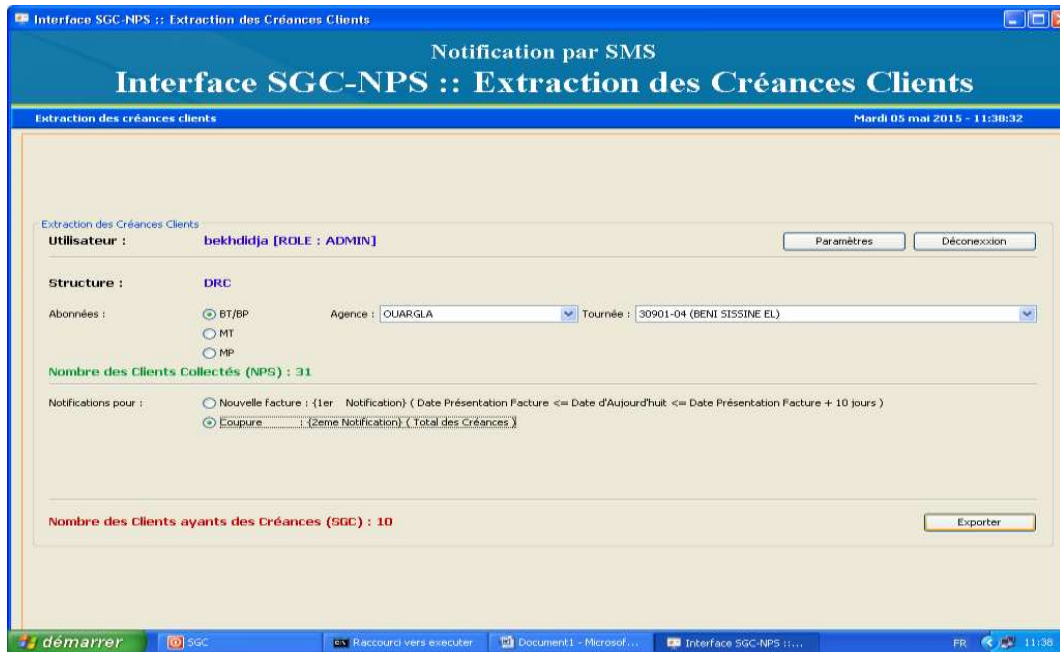 Interface SGC-NPS :: Extraction des Créances Clients
Notification par SMS
Interface SGC-NPS :: Extraction des Créances Clients
Extraction des créances clients Mardi 05 mai 2015 - 11:38:32
Extraction des Créances Clients
Utilisateur : bekhdidja [ROLE : ADMIN] Paramètres Déconexxion
Structure : DRC
Abonnées : BT/BP Agence : OUARGLA Tournée : 30901-04 (BENI SISSINE EL)
MT
MP
Nombre des Clients Collectés (NPS) : 31
Notifications pour : Nouvelle facture : {1er Notification} ( Date Présentation Facture <= Date d'Aujourd'huit <= Date Présentation Facture + 10 jours )
Coupure : {2eme Notification} ( Total des Créances )
Nombre des Clients ayants des Créances (SGC) : 10 Exporter
démarrer SGC Raccourci vers executer Document1 - Microsof... Interface SGC-NPS ::... FR 11:38